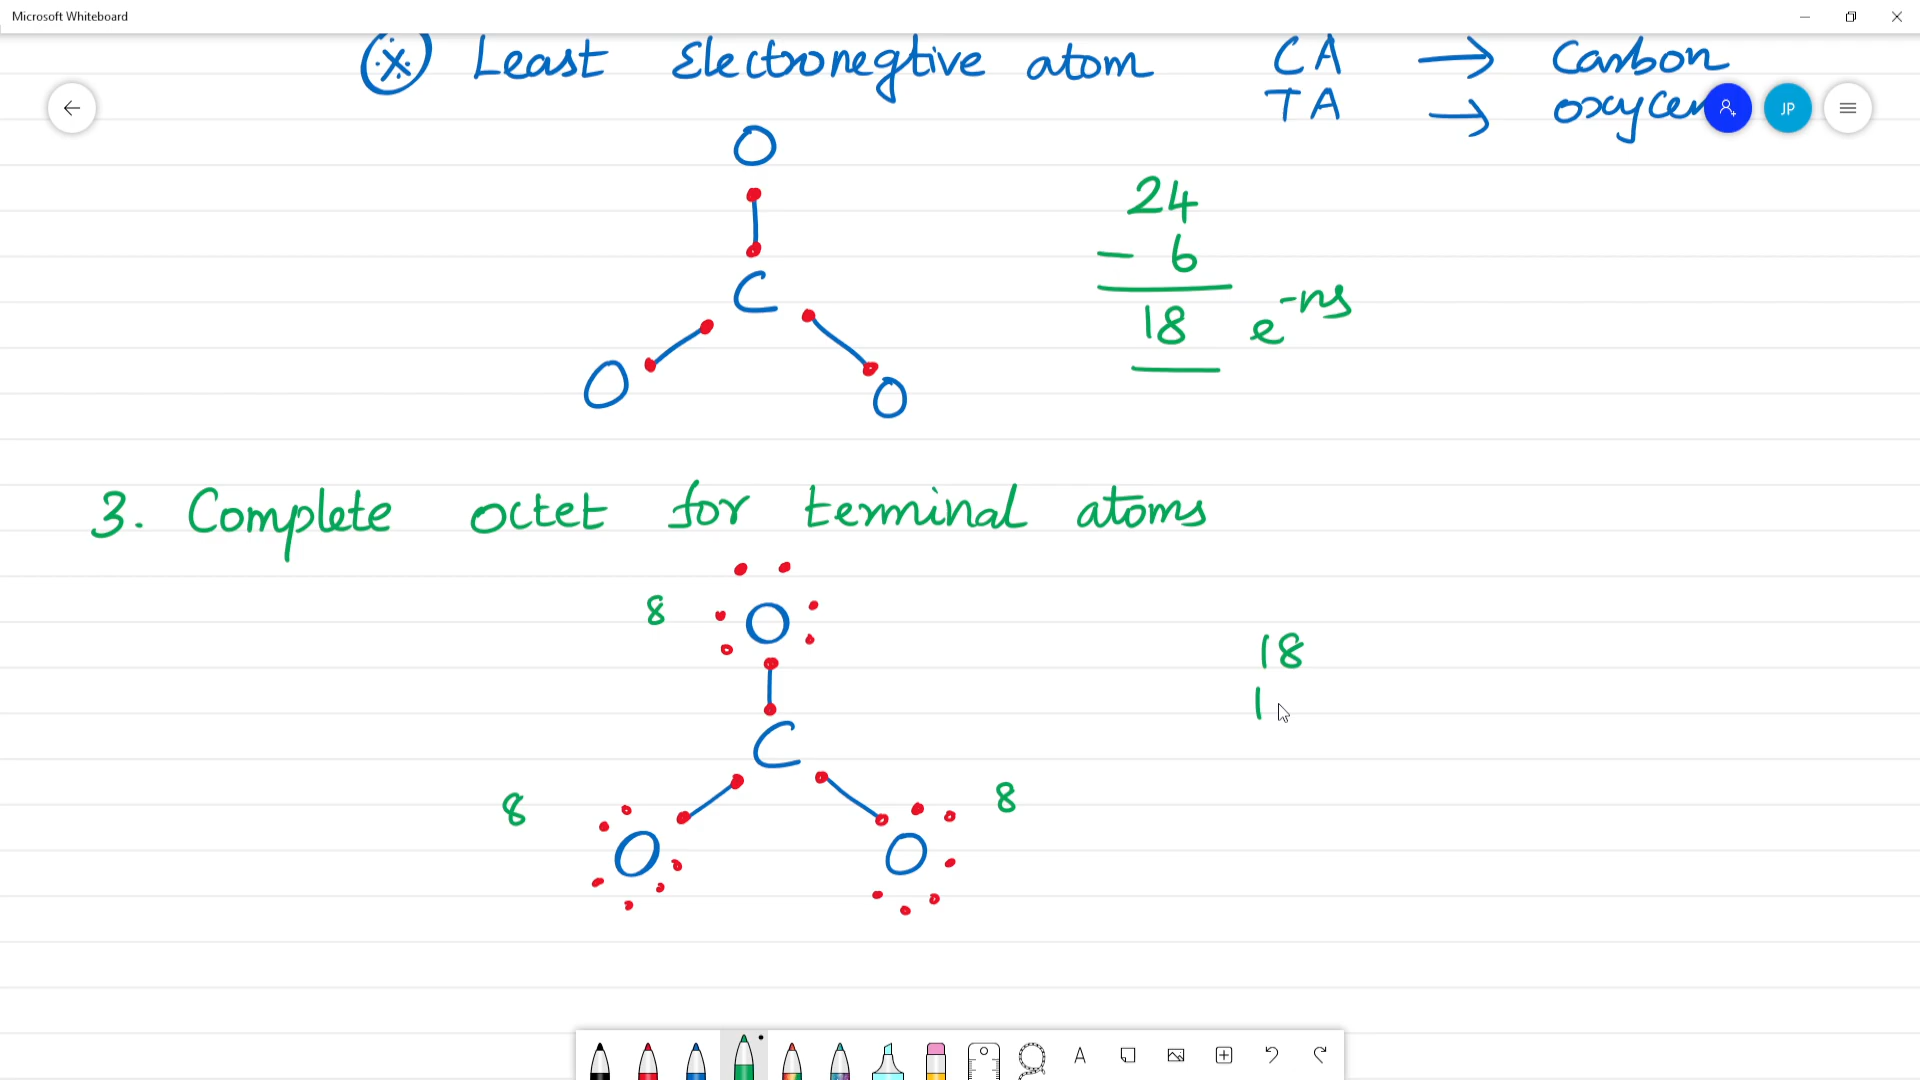 Microsoft Whiteboard
(x) Least Electronegtive atom CA → Carbon
TA → oxycen
JP
O
24
- 6
C
18 e-ns
O O
3. Complete octet for terminal atoms
8 O
18
1
C
8 8
O O
A